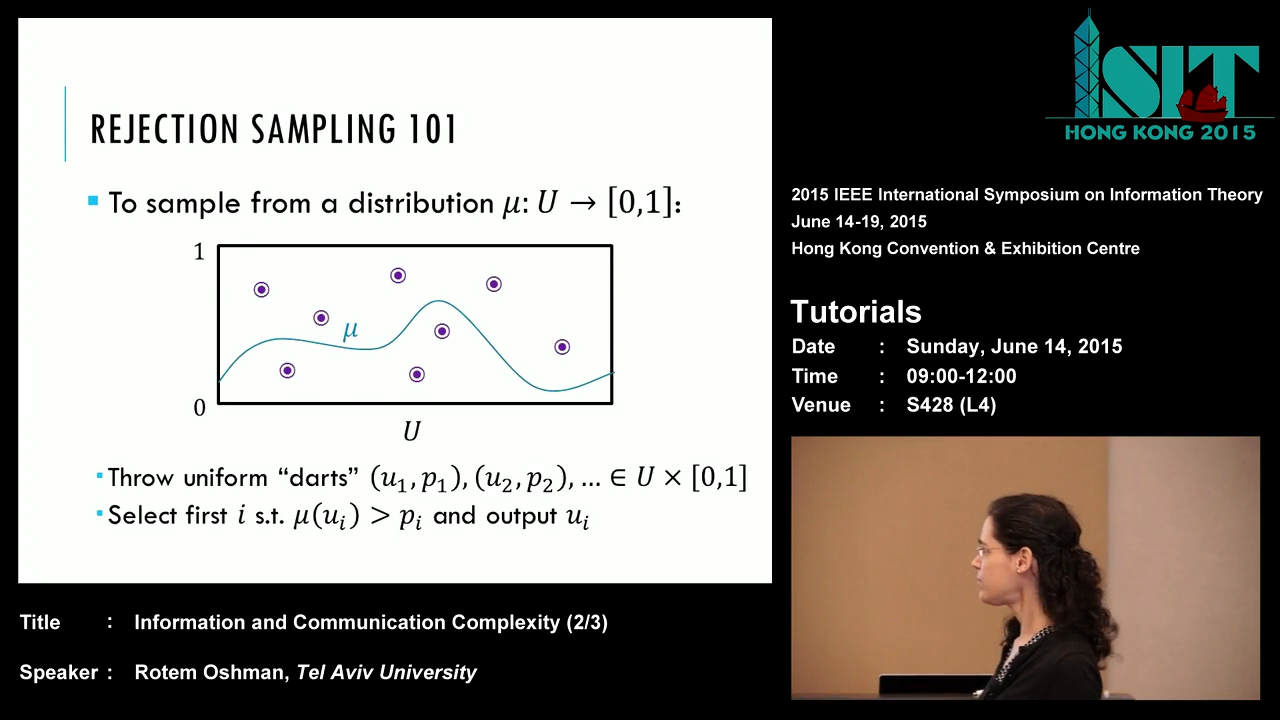 REJECTION SAMPLING 101
To sample from a distribution μ: U → [0,1]:
1
μ
0
U
Throw uniform “darts” (u₁, p₁), (u₂, p₂), … ∈ U × [0,1]
Select first i s.t. μ(uᵢ) > pᵢ and output uᵢ
ISIT
HONG KONG 2015
2015 IEEE International Symposium on Information Theory
June 14-19, 2015
Hong Kong Convention & Exhibition Centre
Tutorials
Date : Sunday, June 14, 2015
Time : 09:00-12:00
Venue : S428 (L4)
Title : Information and Communication Complexity (2/3)
Speaker : Rotem Oshman, Tel Aviv University